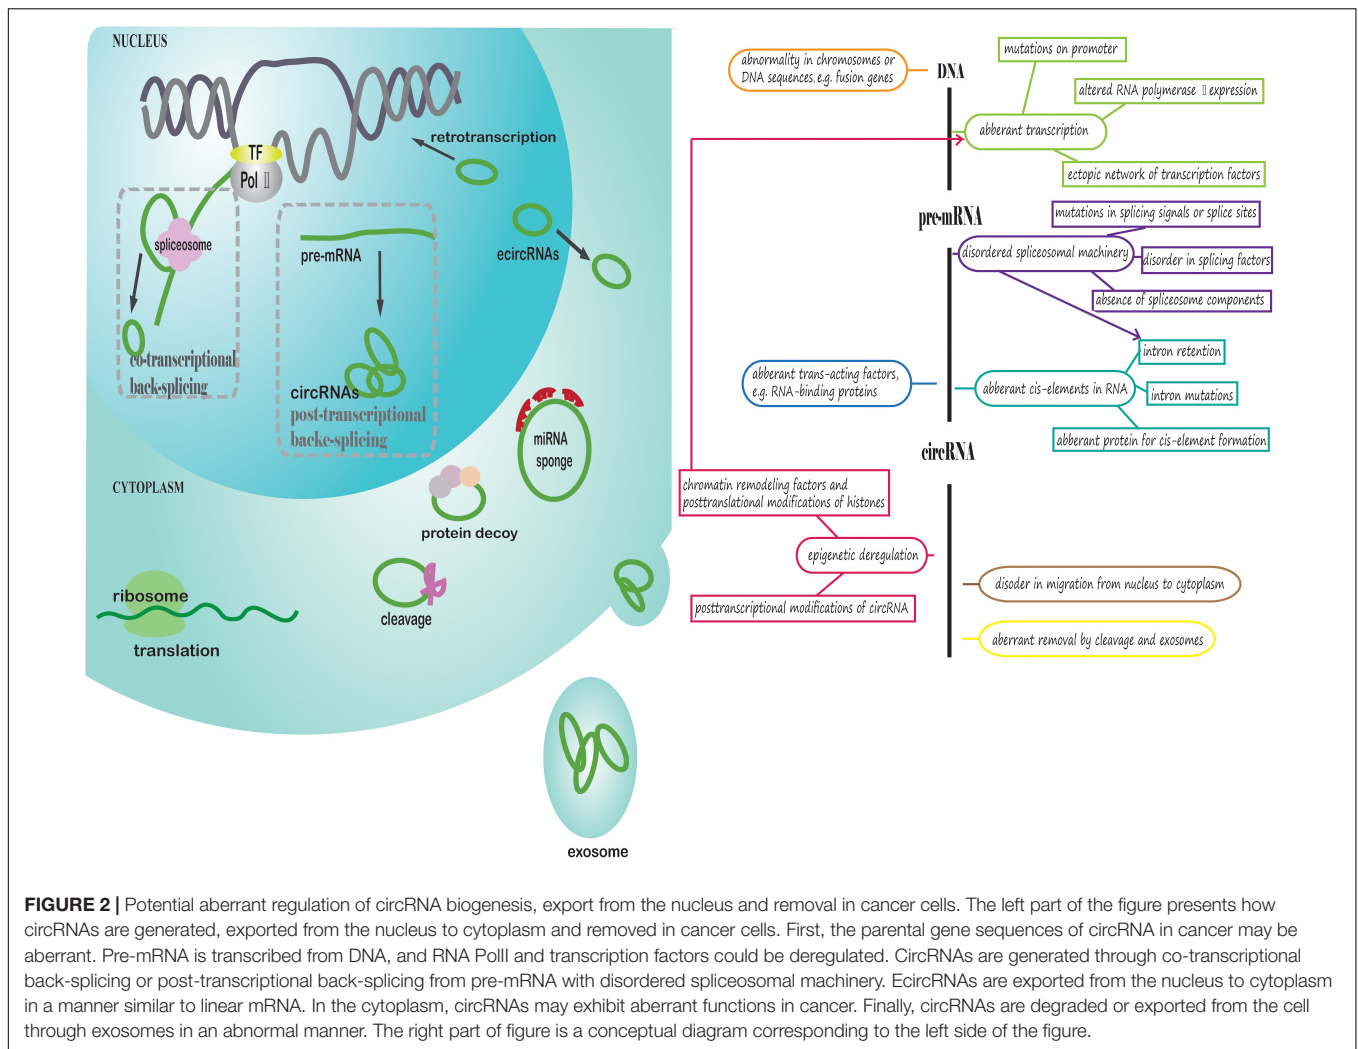 NUCLEUS
TF
Pol Ⅱ
retrotranscription
spliceosome
pre-mRNA
ecircRNAs
co-transcriptional
back-splicing
circRNAs
post-transcriptional
backe-splicing
CYTOPLASM
miRNA
sponge
protein decoy
cleavage
ribosome
translation
exosome
abnormality in chromosomes or
DNA sequences, e.g. fusion genes
DNA
mutations on promoter
altered RNA polymerase Ⅱ expression
abberant transcription
ectopic network of transcription factors
pre-mRNA
mutations in splicing signals or splice sites
disordered spliceosomal machinery
disorder in splicing factors
absence of spliceosome components
intron retention
abberant trans-acting factors,
e.g. RNA-binding proteins
abberant cis-elements in RNA
intron mutations
abberant protein for cis-element formation
circRNA
chromatin remodeling factors and
posttranslational modifications of histones
epigenetic deregulation
posttranscriptional modifications of circRNA
disoder in migration from nucleus to cytoplasm
aberrant removal by cleavage and exosomes
FIGURE 2 | Potential aberrant regulation of circRNA biogenesis, export from the nucleus and removal in cancer cells. The left part of the figure presents how
circRNAs are generated, exported from the nucleus to cytoplasm and removed in cancer cells. First, the parental gene sequences of circRNA in cancer may be
aberrant. Pre-mRNA is transcribed from DNA, and RNA PolII and transcription factors could be deregulated. CircRNAs are generated through co-transcriptional
back-splicing or post-transcriptional back-splicing from pre-mRNA with disordered spliceosomal machinery. EcircRNAs are exported from the nucleus to cytoplasm
in a manner similar to linear mRNA. In the cytoplasm, circRNAs may exhibit aberrant functions in cancer. Finally, circRNAs are degraded or exported from the cell
through exosomes in an abnormal manner. The right part of figure is a conceptual diagram corresponding to the left side of the figure.